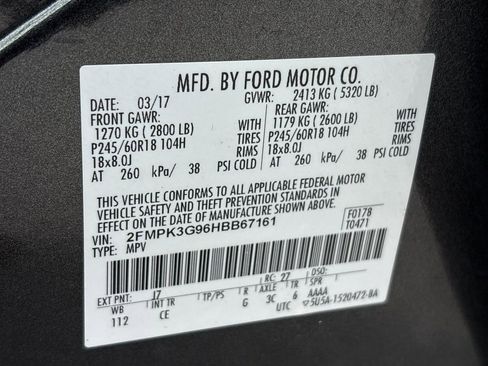 MFD. BY FORD MOTOR CO.
DATE: 03/17 GVWR: 2413 KG ( 5320 LB)
FRONT GAWR: REAR GAWR:
1270 KG ( 2800 LB) WITH 1179 KG ( 2600 LB) WITH
P245/60R18 104H TIRES P245/60R18 104H TIRES
18x8.0J RIMS 18x8.0J RIMS
AT 260 kPa/ 38 PSI COLD AT 260 kPa/ 38 PSI COLD
THIS VEHICLE CONFORMS TO ALL APPLICABLE FEDERAL MOTOR
VEHICLE SAFETY AND THEFT PREVENTION STANDARDS IN
EFFECT ON THE DATE OF MANUFACTURE SHOWN ABOVE.
VIN: 2FMPK3G96HBB67161 F0178
TYPE: MPV T0471
EXT PNT: J7 RC: 27 DSO:
WB INT TR TP/PS R AXLE TR SPR
112 CE G 3C 6 AAAA
UTC ▽5U5A-1520472-BA